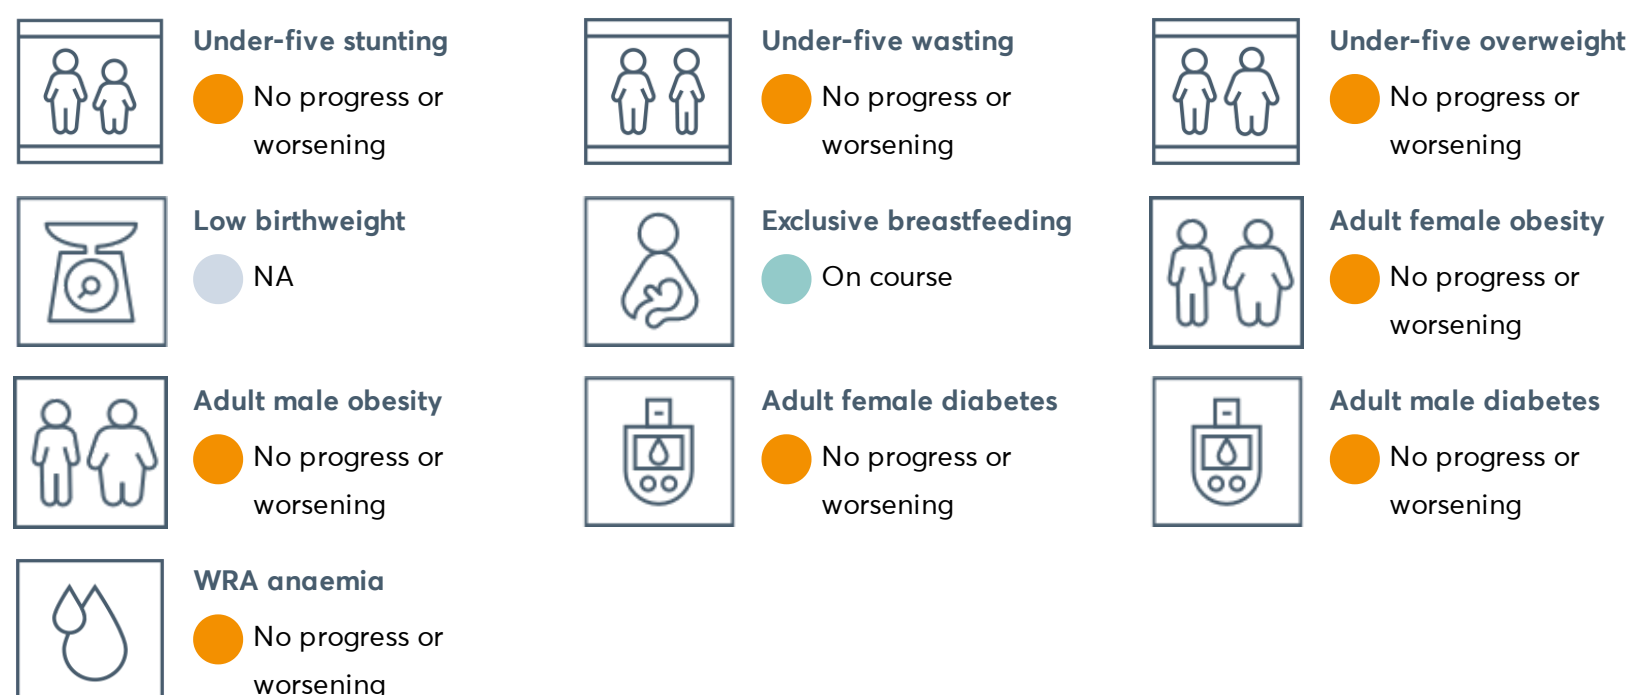 Under-five stunting
No progress or
worsening
Under-five wasting
No progress or
worsening
Under-five overweight
No progress or
worsening
Low birthweight
NA
Exclusive breastfeeding
On course
Adult female obesity
No progress or
worsening
Adult male obesity
No progress or
worsening
Adult female diabetes
No progress or
worsening
Adult male diabetes
No progress or
worsening
WRA anaemia
No progress or
worsening